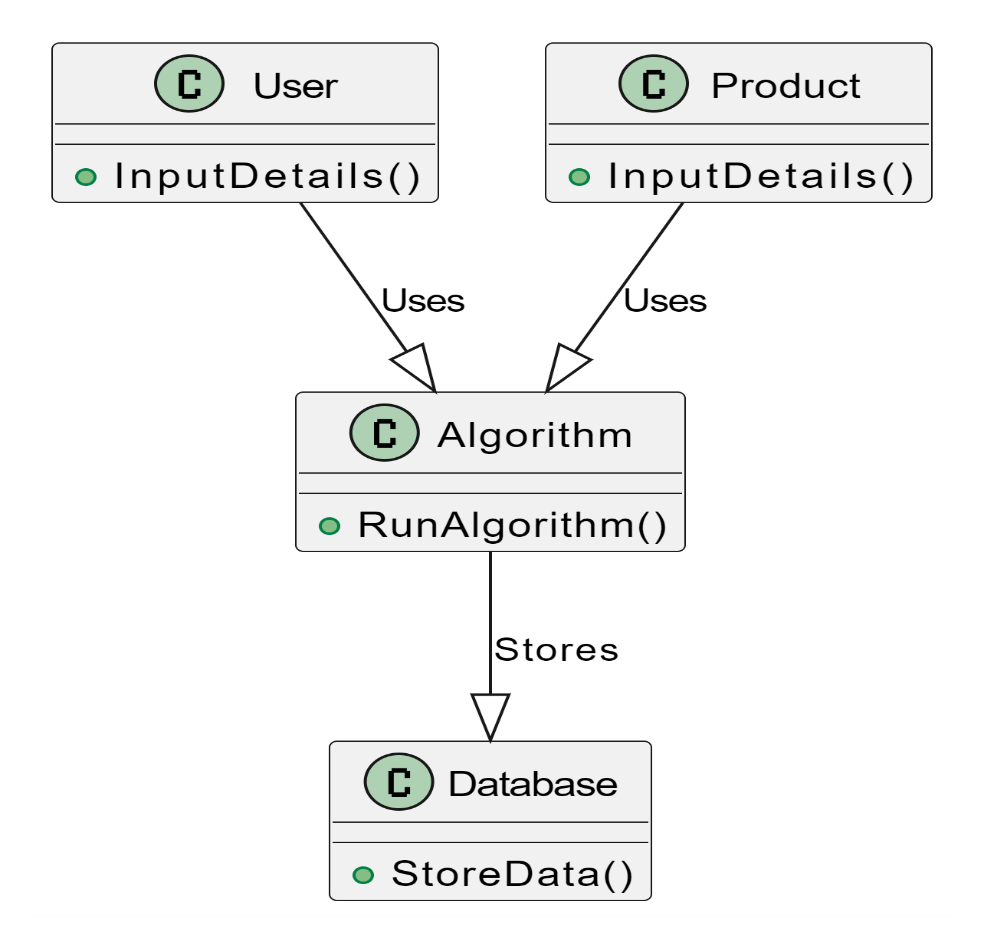 C User
InputDetails()
C Product
InputDetails()
Uses
Uses
C Algorithm
RunAlgorithm()
Stores
C Database
StoreData()